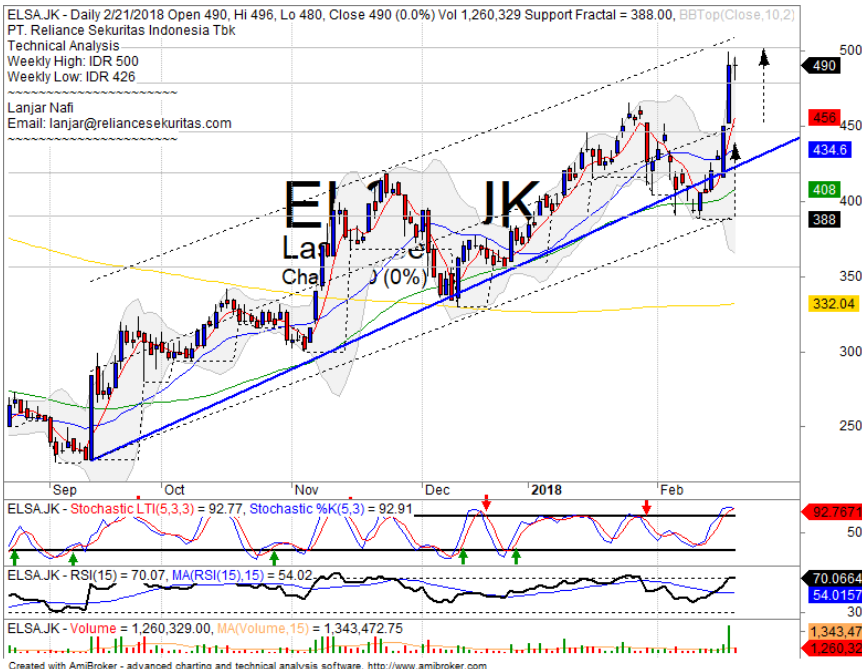 ELSA.JK - Daily 2/21/2018 Open 490, Hi 496, Lo 480, Close 490 (0.0%) Vol 1,260,329 Support Fractal = 388.00, BBTop(Close,10,2)
PT. Reliance Sekuritas Indonesia Tbk
Technical Analysis
Weekly High: IDR 500
Weekly Low: IDR 426
~~~~~~~~~~~~~~~~~~~~~~
Lanjar Nafi
Email: lanjar@reliancesekuritas.com
~~~~~~~~~~~~~~~~~~~~~~
500
490
456
450
434.6
408
400
388
350
332.04
300
250
JK
(0%)
Sep Oct Nov Dec 2018 Feb
ELSA.JK - Stochastic LTI(5,3,3) = 92.77, Stochastic %K(5,3) = 92.91
92.7671
50
ELSA.JK - RSI(15) = 70.07, MA(RSI(15),15) = 54.02
70.0664
54.0157
30
ELSA.JK - Volume = 1,260,329.00, MA(Volume,15) = 1,343,472.75
1,343,47
1,260,32
Created with AmiBroker - advanced charting and technical analysis software. http://www.amibroker.com